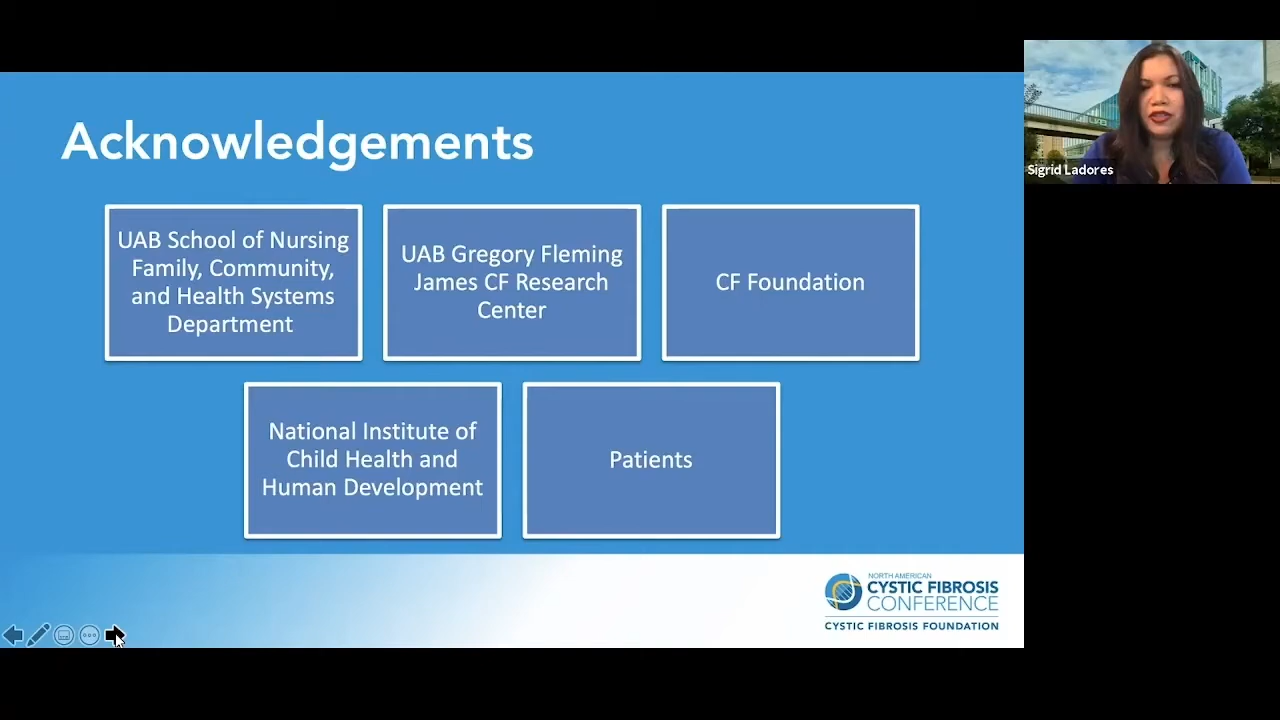 Acknowledgements
UAB School of Nursing
Family, Community,
and Health Systems
Department
UAB Gregory Fleming
James CF Research
Center
CF Foundation
National Institute of
Child Health and
Human Development
Patients
NORTH AMERICAN
CYSTIC FIBROSIS
CONFERENCE
CYSTIC FIBROSIS FOUNDATION
Sigrid Ladores